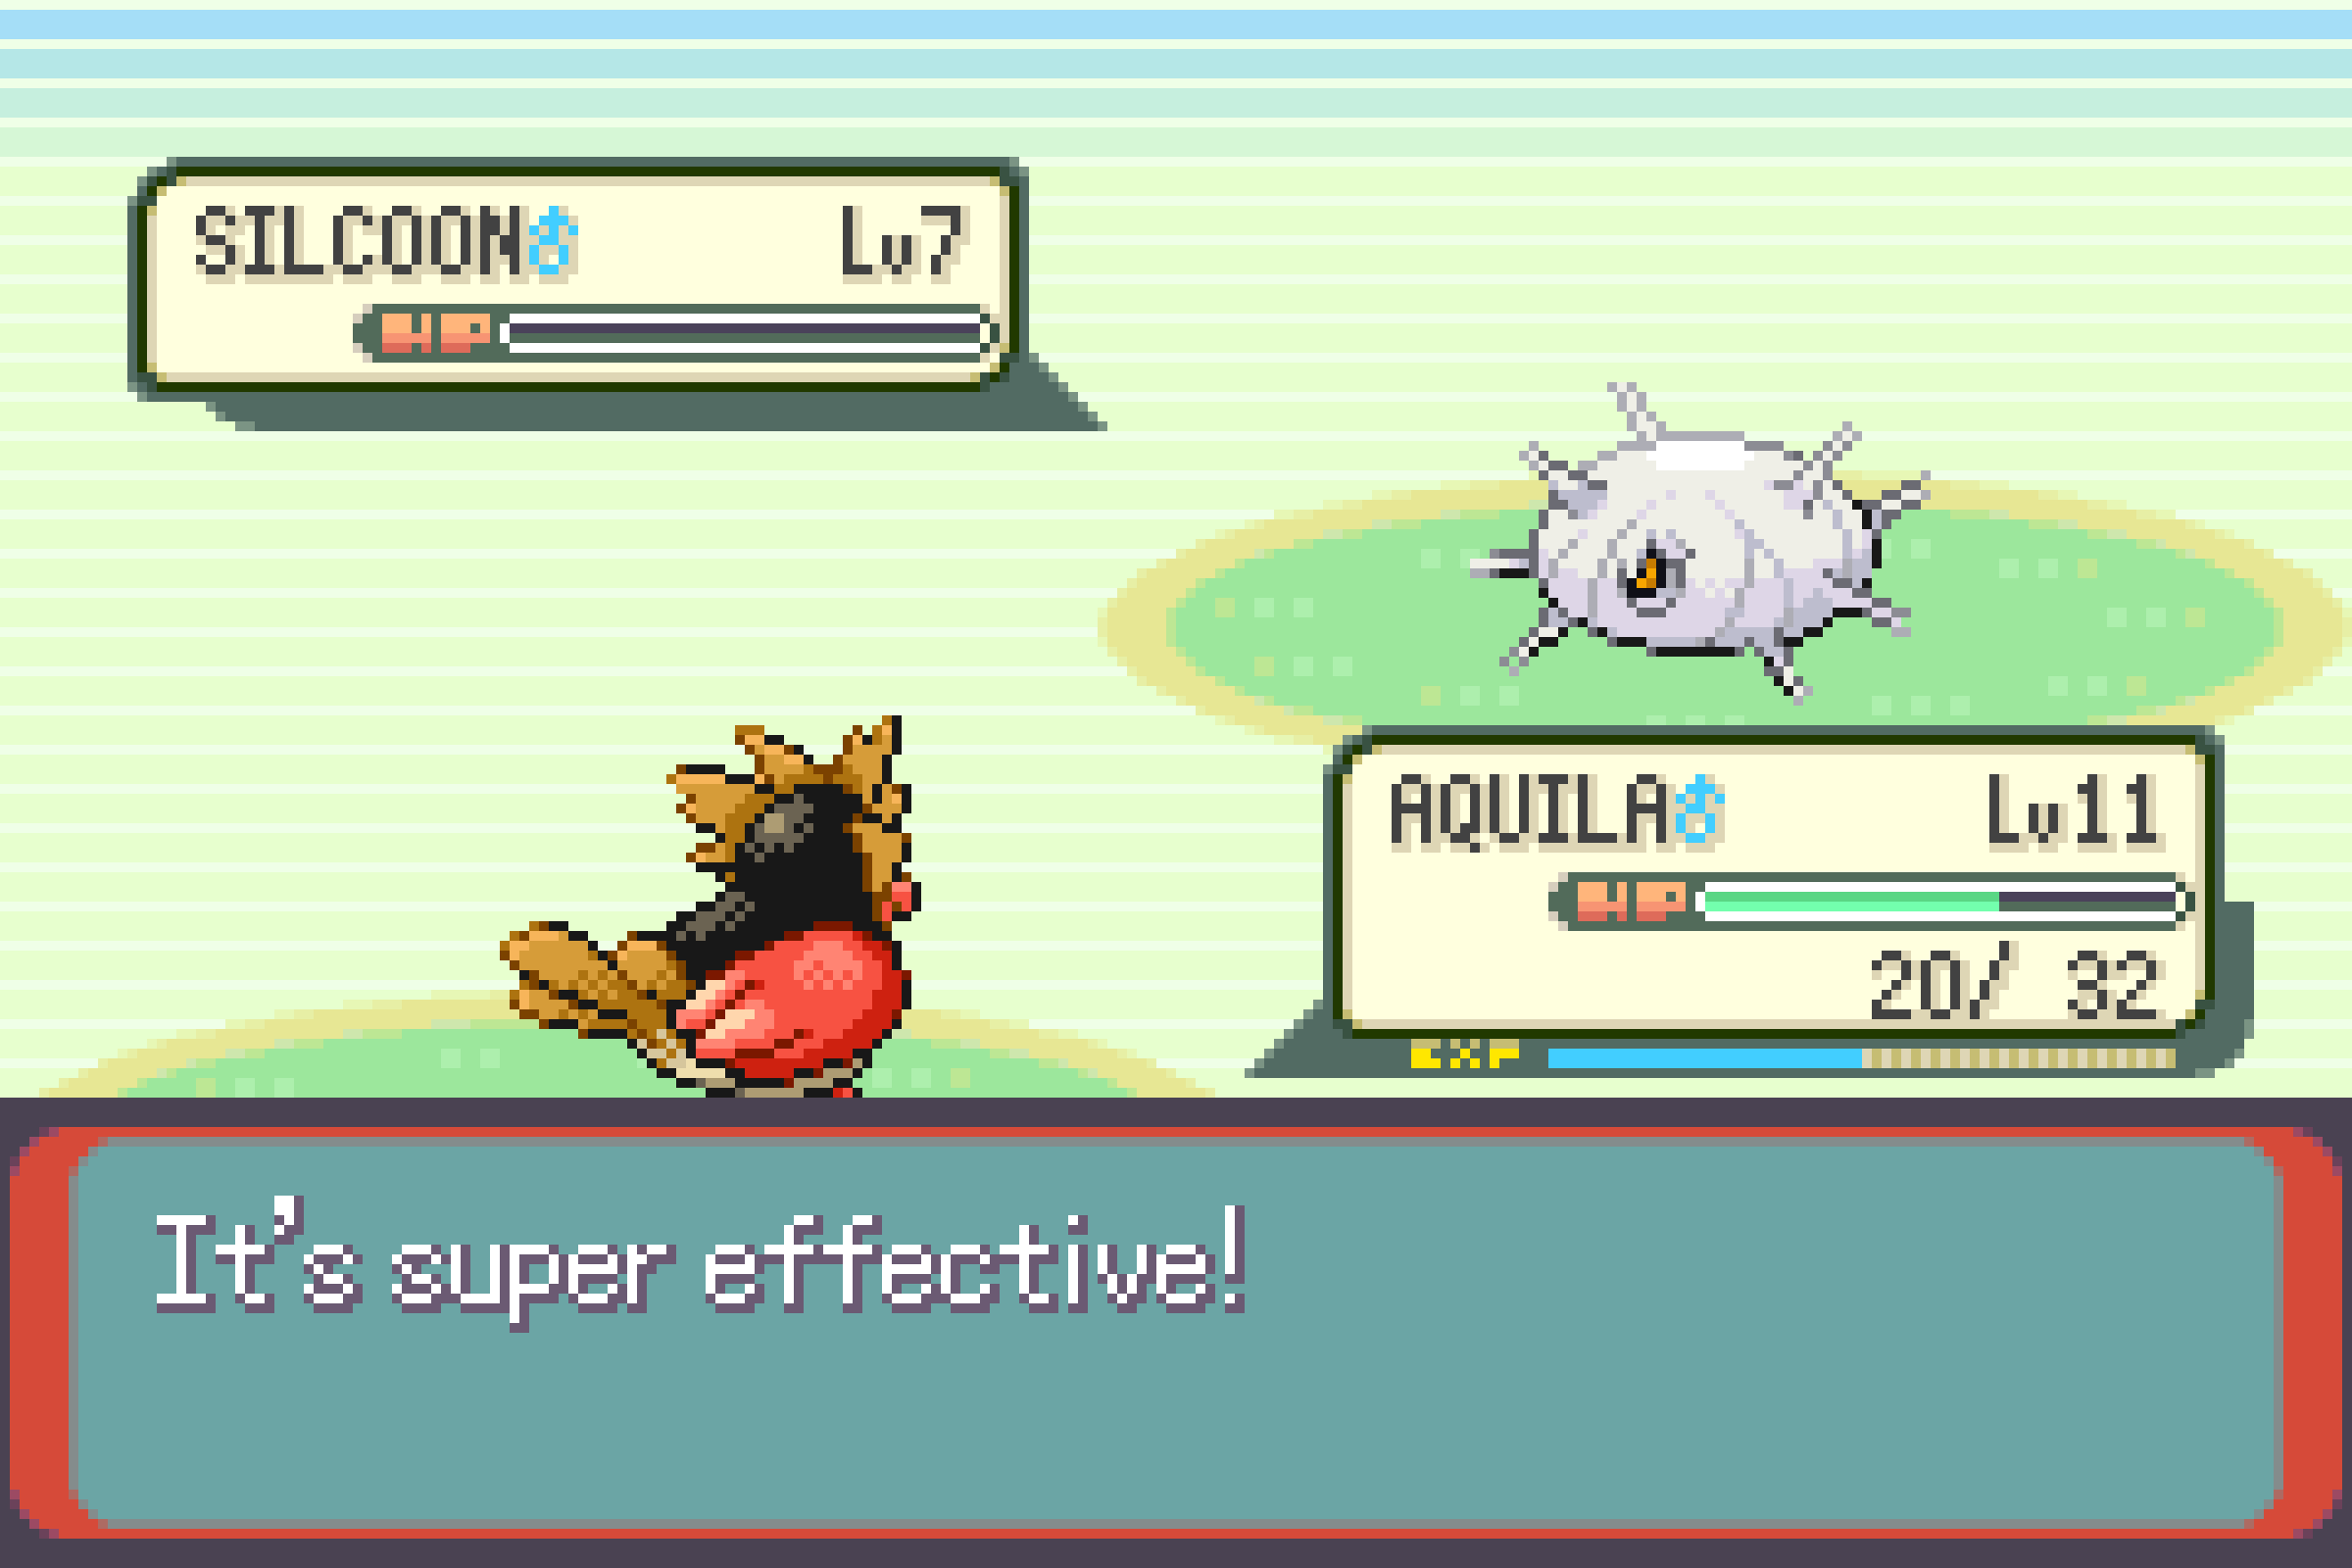 SILCOON♂ Lv7
HP
AQUILA♂ Lv11
HP
20/ 32
EXP
It's super effective!